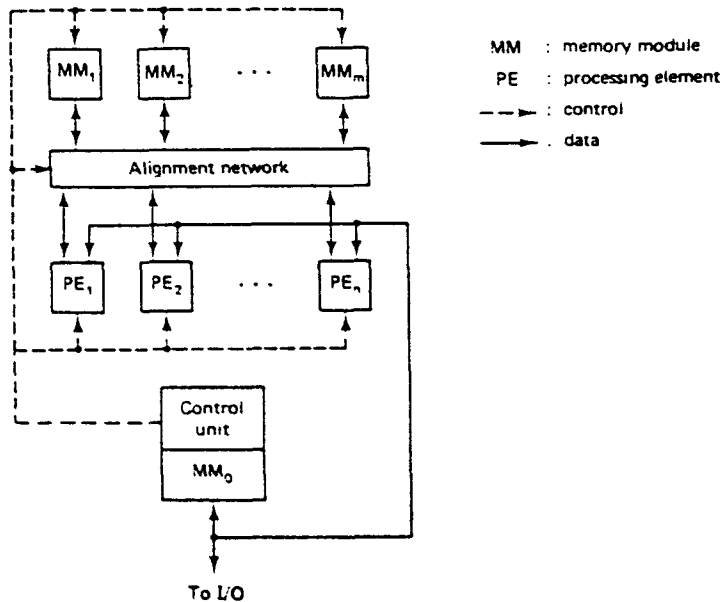 MM₁ MM₂ · · · MMₘ
MM : memory module
PE : processing element
: control
. data
Alignment network
PE₁ PE₂ · · · PEₙ
Control
unit
MM₀
To I/O